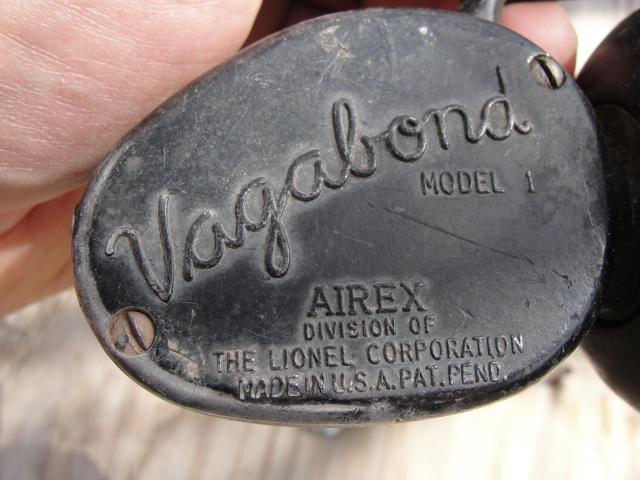 Vagabond
MODEL 1
AIREX
DIVISION OF
THE LIONEL CORPORATION
MADE IN U.S.A. PAT. PEND.